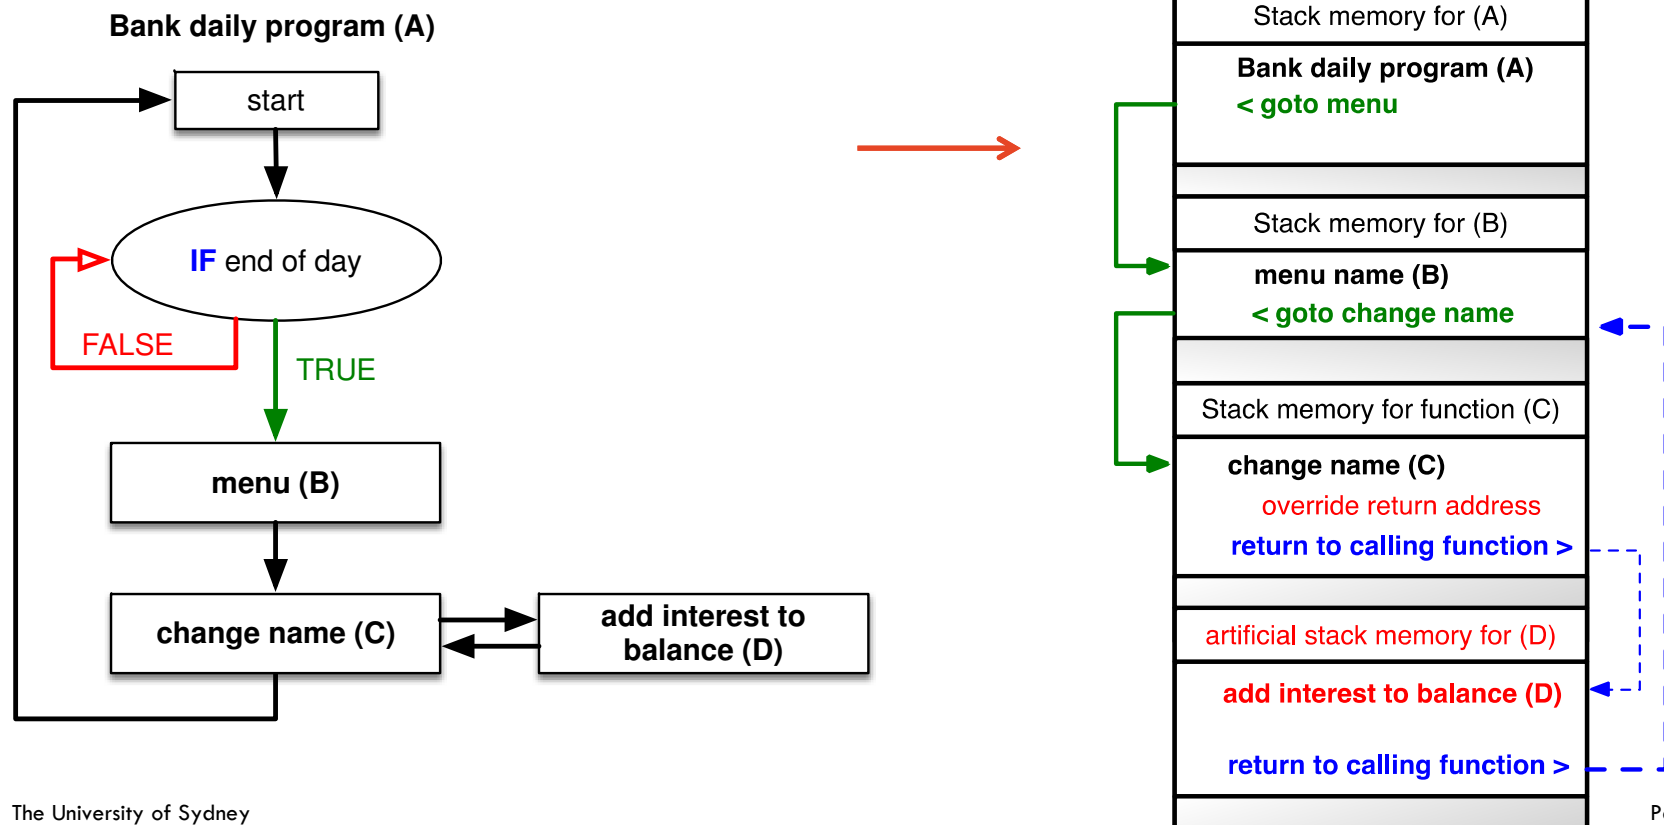 Bank daily program (A)
start
IF end of day
FALSE
TRUE
menu (B)
change name (C)
add interest to
balance (D)
Stack memory for (A)
Bank daily program (A)
< goto menu
Stack memory for (B)
menu name (B)
< goto change name
Stack memory for function (C)
change name (C)
override return address
return to calling function >
artificial stack memory for (D)
add interest to balance (D)
return to calling function >
The University of Sydney